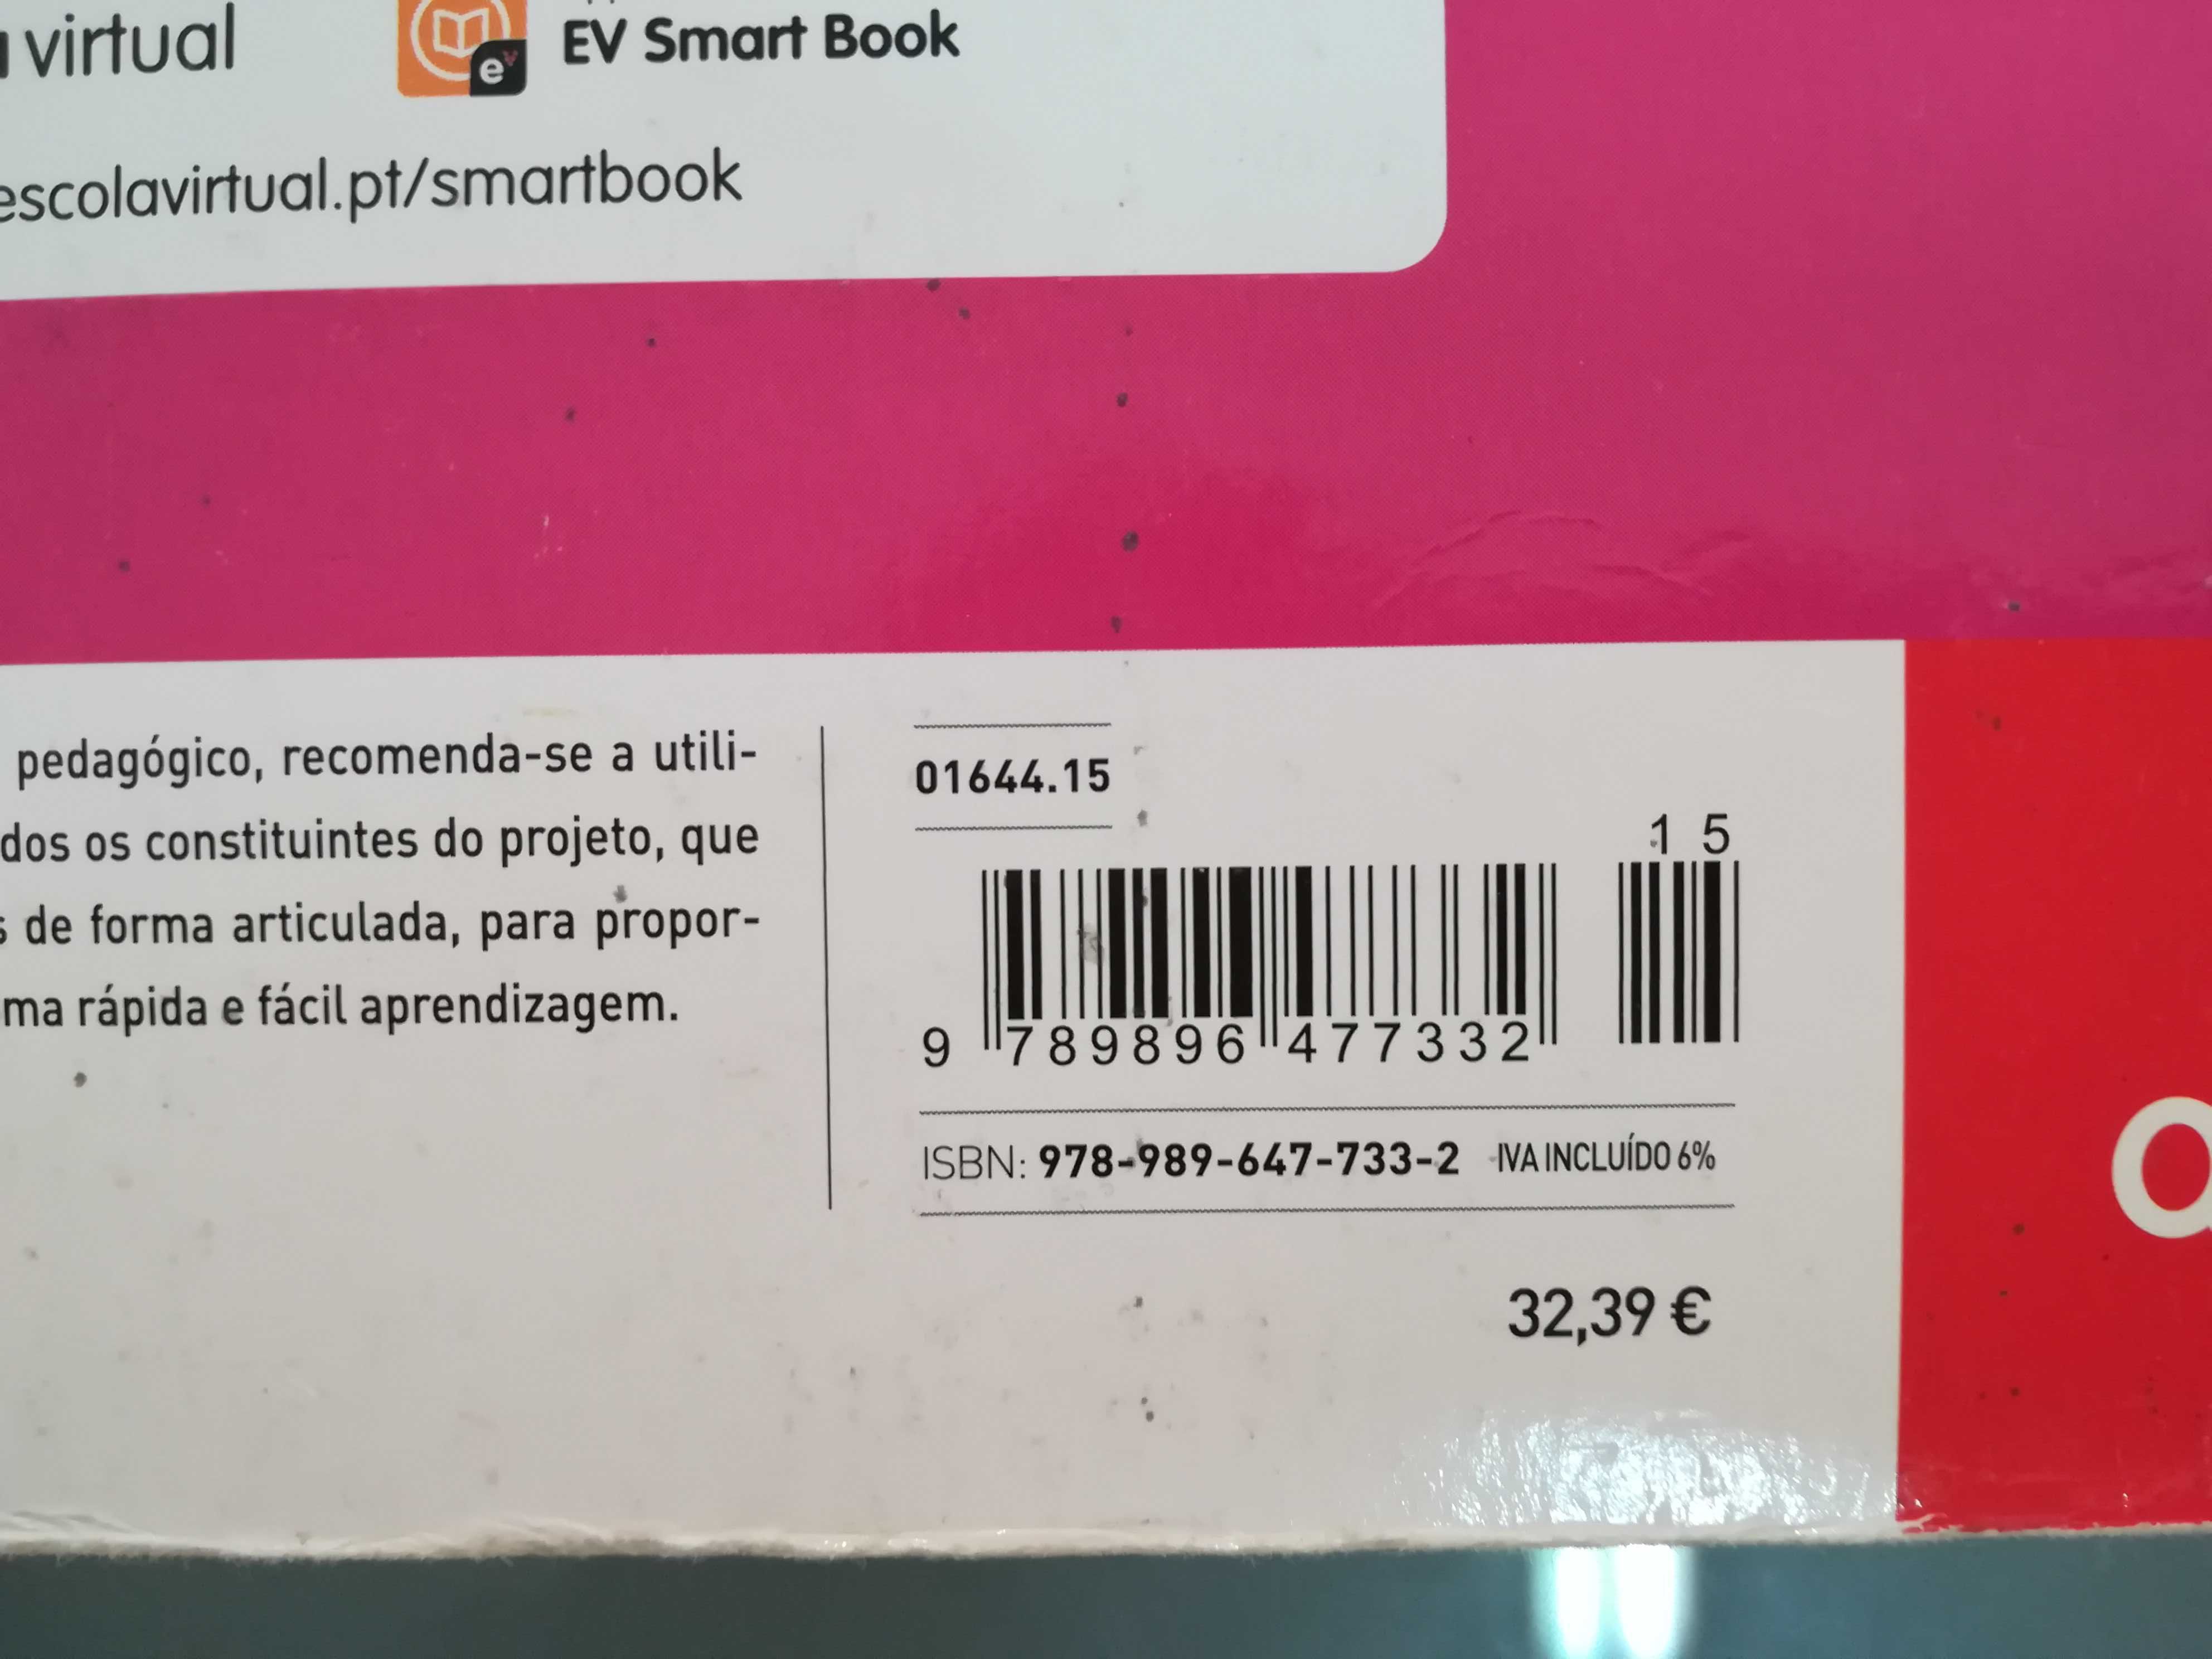 virtual
EV Smart Book
escolavirtual.pt/smartbook
pedagógico, recomenda-se a utili-
dos os constituintes do projeto, que
de forma articulada, para propor-
ma rápida e fácil aprendizagem.
01644.15
15
9 789896 477332
ISBN: 978-989-647-733-2 IVA INCLUÍDO 6%
32,39 €